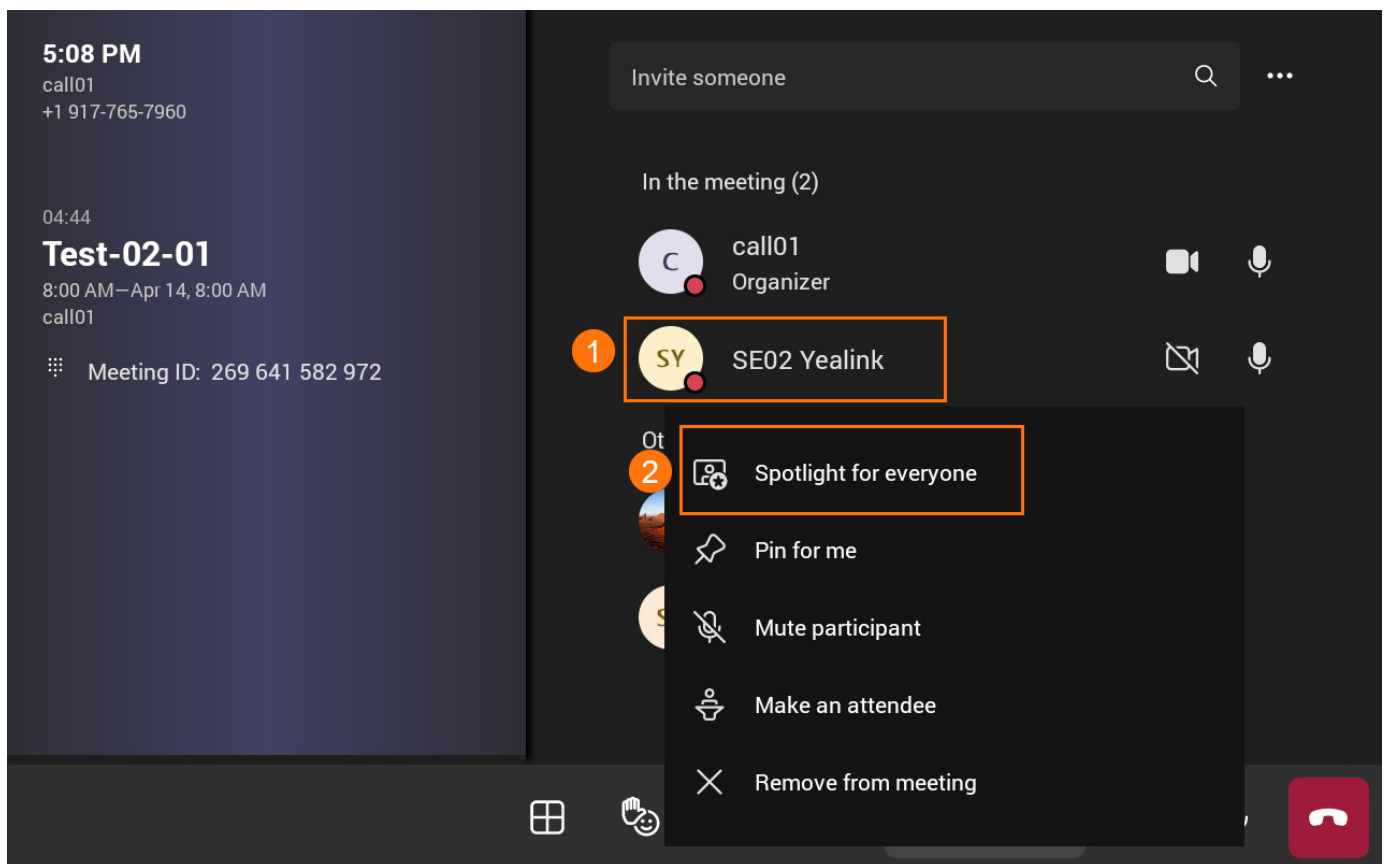 5:08 PM
call01
+1 917-765-7960
04:44
Test-02-01
8:00 AM—Apr 14, 8:00 AM
call01
Meeting ID: 269 641 582 972
Invite someone
In the meeting (2)
C
call01
Organizer
1
SY
SE02 Yealink
Ot
2
Spotlight for everyone
Pin for me
S
Mute participant
Make an attendee
Remove from meeting